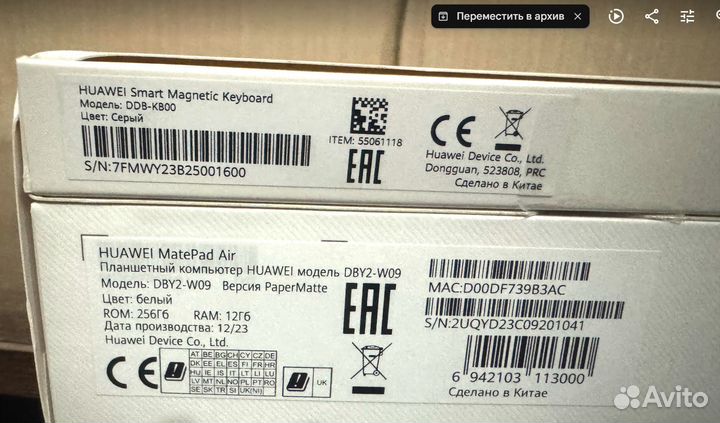 Переместить в архив
HUAWEI Smart Magnetic Keyboard
Модель: DDB-KB00
Цвет: Серый
S/N:7FMWY23B25001600
ITEM: 55061118
EAC
CE
Huawei Device Co., Ltd.
Dongguan, 523808, PRC
Сделано в Китае
HUAWEI MatePad Air
Планшетный компьютер HUAWEI модель DBY2-W09
Модель: DBY2-W09 Версия PaperMatte
Цвет: белый
ROM: 256Гб RAM: 12Гб
Дата производства: 12/23
Huawei Device Co., Ltd.
EAC
CE
AT BE BG CH CY CZ DE
DK EE EL ES FI FR HR
HU IE IS IT LT LI LU
LV MT NL NO PL PT RO
SE SK TR SI UK(NI)
UK
MAC:D00DF739B3AC
S/N:2UQYD23C09201041
6 942103 113000
Сделано в Китае
Avito